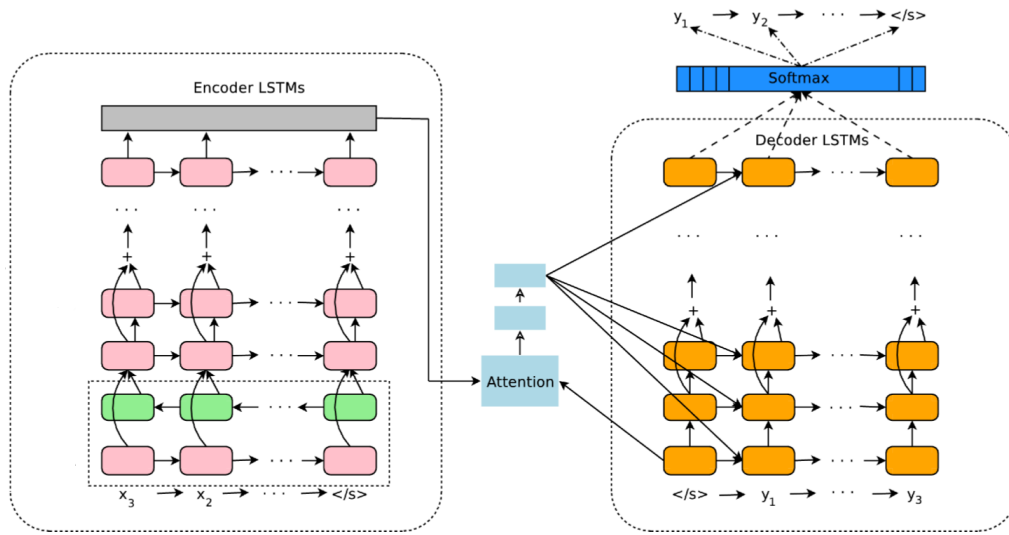 y1 y2 · · · </s>
Softmax
Encoder LSTMs
Decoder LSTMs
· · ·
· · · · · · · · ·
· · · · · · · · ·
· · ·
· · ·
Attention
· · ·
· · ·
· · ·
· · ·
· · ·
· · ·
x3 x2 · · · </s>
</s> y1 · · · y3